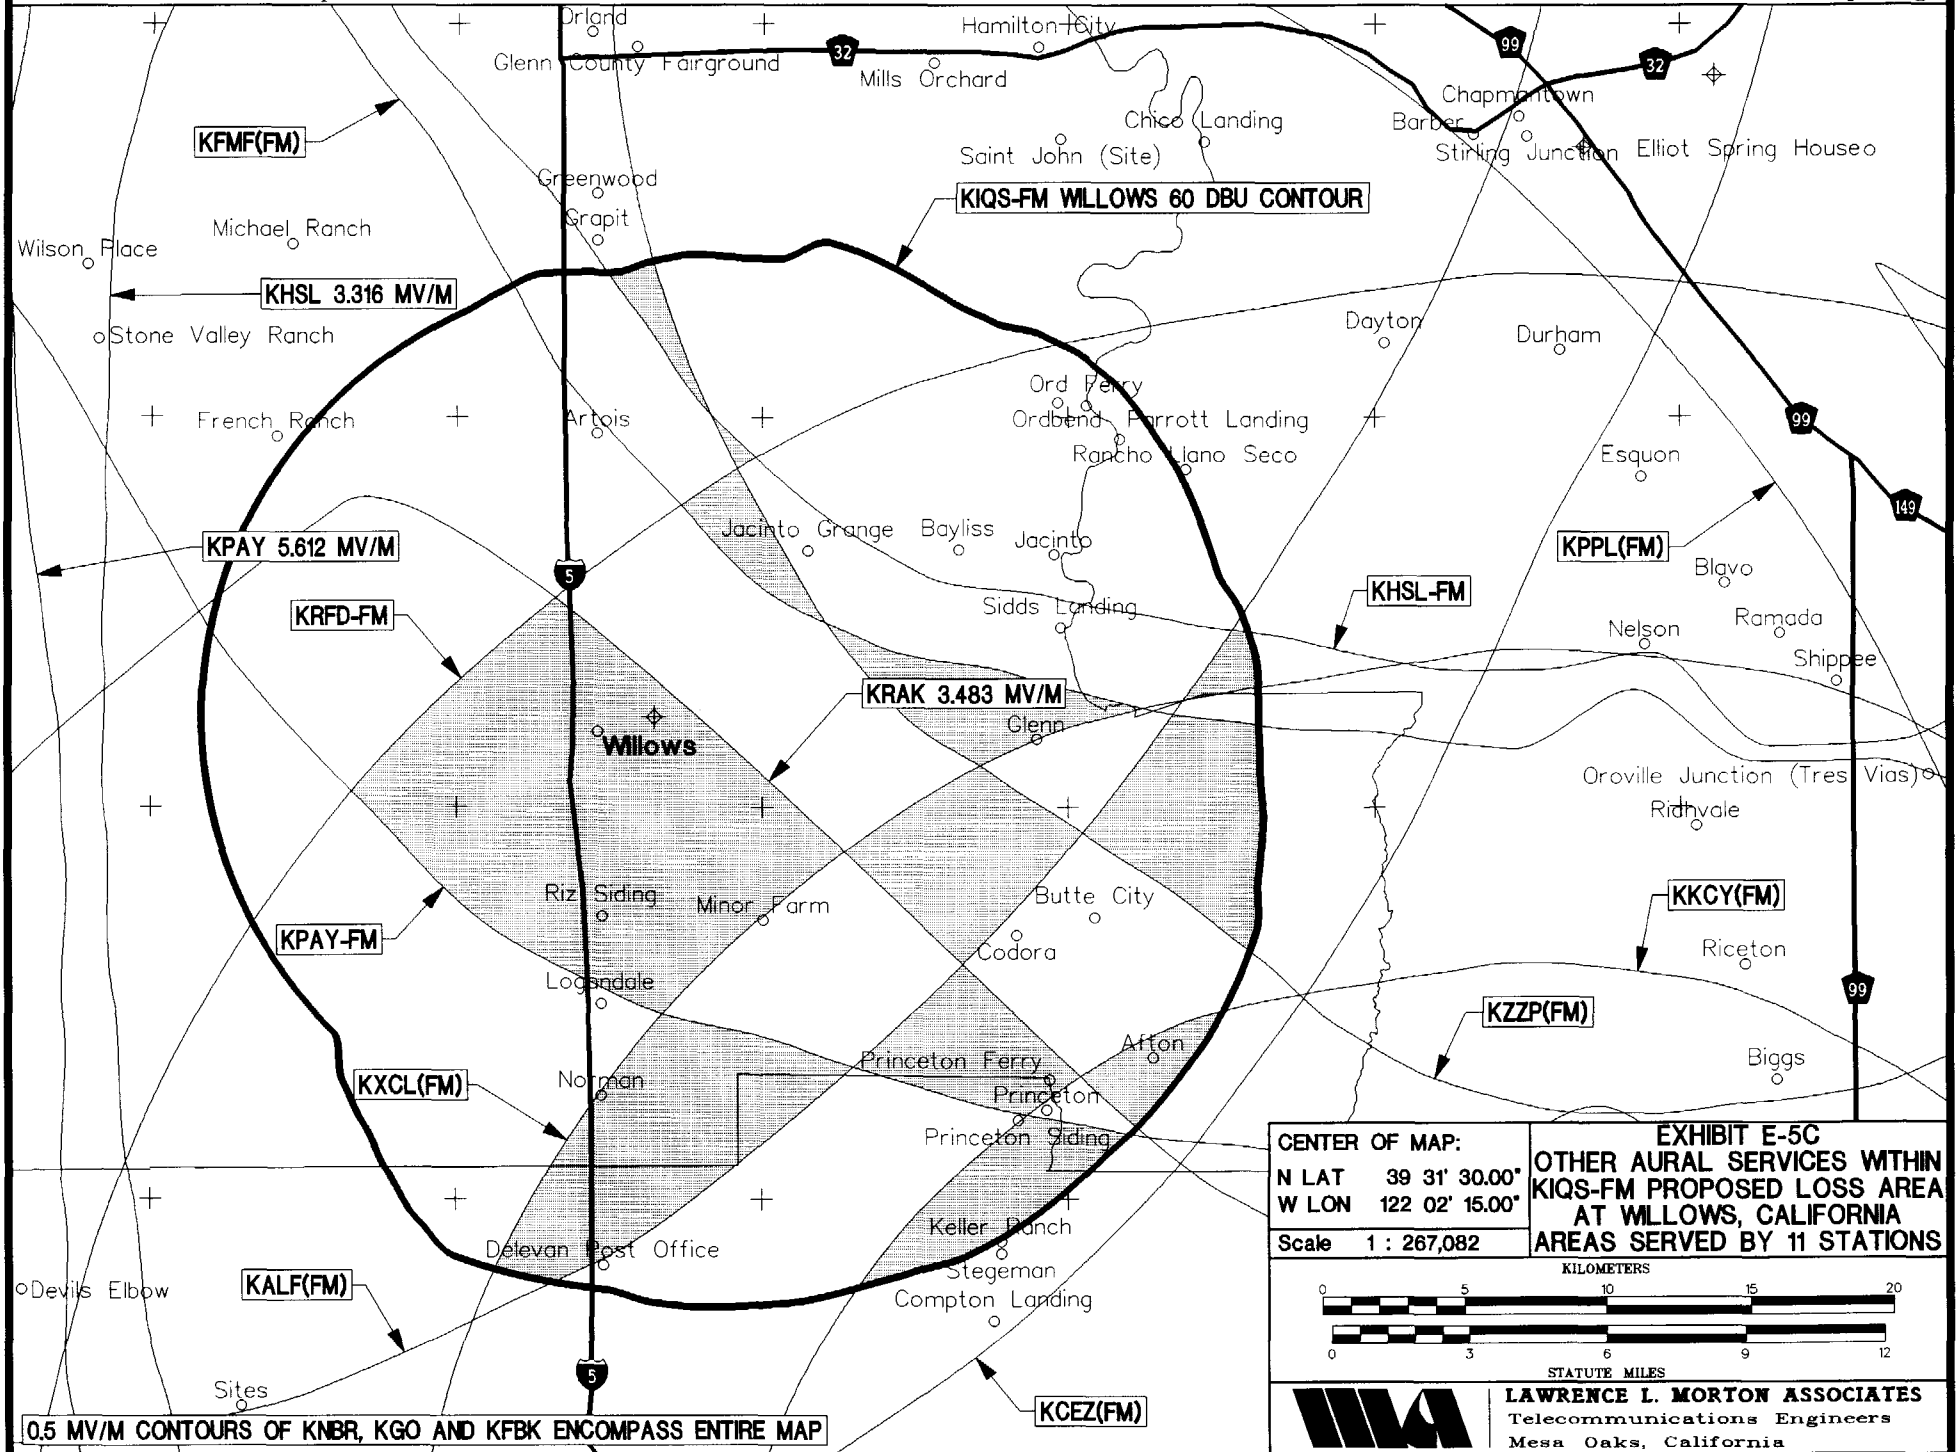 Orland
Hamilton City
Glenn County Fairground
32
Mills Orchard
99
32
Chapmantown
Barber
Stirling Junction
Elliot Spring House
KFMF(FM)
Chico Landing
Saint John (Site)
Greenwood
KIQS-FM WILLOWS 60 DBU CONTOUR
Grapit
Michael Ranch
Wilson Place
KHSL 3.316 MV/M
Stone Valley Ranch
Dayton
Durham
Ord Ferry
French Ranch
Artois
Ordbend
Parrott Landing
99
Rancho Llano Seco
Esquon
149
Jacinto Grange
Bayliss
Jacinto
KPAY 5.612 MV/M
KPPL(FM)
Blavo
5
KHSL-FM
KRFD-FM
Sidds Landing
Nelson
Ramada
Shippee
KRAK 3.483 MV/M
Glenn
Willows
Oroville Junction (Tres Vias)
Richvale
Riz Siding
Minor Farm
Butte City
KKCY(FM)
KPAY-FM
Codora
Riceton
Logandale
99
KZZP(FM)
Afton
Princeton Ferry
Biggs
KXCL(FM)
Norman
Princeton
Princeton Siding
Keller Ranch
Delevan Post Office
Stegeman
Devils Elbow
KALF(FM)
Compton Landing
5
Sites
KCEZ(FM)
0.5 MV/M CONTOURS OF KNBR, KGO AND KFBK ENCOMPASS ENTIRE MAP
CENTER OF MAP:
N LAT 39 31' 30.00"
W LON 122 02' 15.00"
Scale 1 : 267,082
EXHIBIT E-5C
OTHER AURAL SERVICES WITHIN
KIQS-FM PROPOSED LOSS AREA
AT WILLOWS, CALIFORNIA
AREAS SERVED BY 11 STATIONS
KILOMETERS
0 5 10 15 20
0 3 6 9 12
STATUTE MILES
LAWRENCE L. MORTON ASSOCIATES
Telecommunications Engineers
Mesa Oaks, California